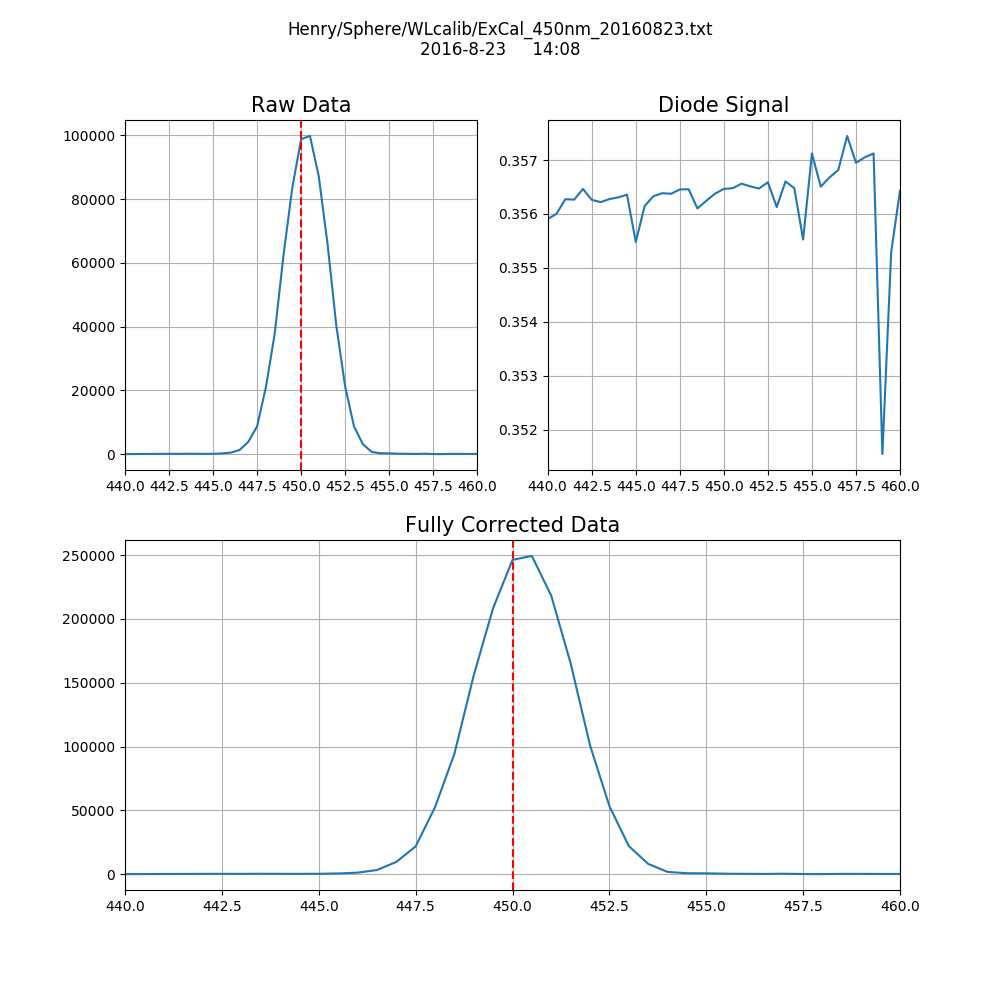 Henry/Sphere/WLcalib/ExCal_450nm_20160823.txt
2016-8-23 14:08
Raw Data
100000
80000
60000
40000
20000
0
440.0 442.5 445.0 447.5 450.0 452.5 455.0 457.5 460.0
Diode Signal
0.357
0.356
0.355
0.354
0.353
0.352
440.0 442.5 445.0 447.5 450.0 452.5 455.0 457.5 460.0
Fully Corrected Data
250000
200000
150000
100000
50000
0
440.0 442.5 445.0 447.5 450.0 452.5 455.0 457.5 460.0